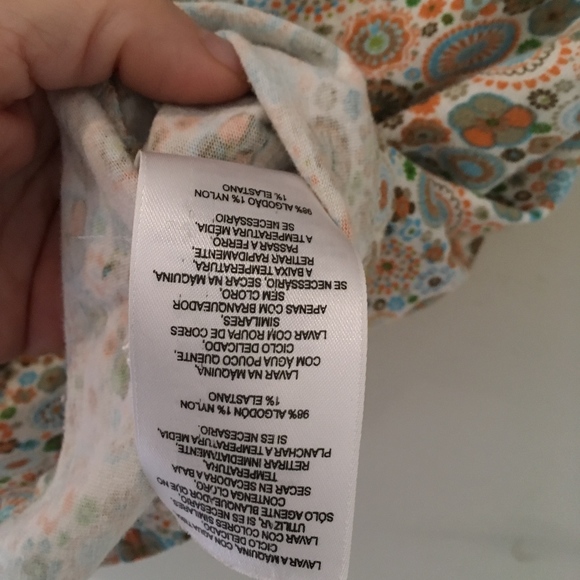 LAVAR A MÁQUINA, CON AGUA
CICLO DELICADO,
LAVAR CON COLORES SIMILARES,
UTILIZAR, SI ES NECESARIO,
SÓLO AGENTE BLANQUEADOR QUE NO
CONTENGA CLORO,
SECAR EN SECADORA A BAJA
TEMPERATURA,
RETIRAR INMEDIATAMENTE,
PLANCHAR A TEMPERATURA MEDIA,
SI ES NECESARIO.
98% ALGODÓN 1% NYLON
1% ELASTANO
LAVAR NA MÁQUINA,
COM ÁGUA POUCO QUENTE,
CICLO DELICADO,
LAVAR COM ROUPA DE CORES
SIMILARES,
APENAS COM BRANQUEADOR
SEM CLORO,
SE NECESSÁRIO, SECAR NA MÁQUINA,
A BAIXA TEMPERATURA,
RETIRAR RAPIDAMENTE,
PASSAR A FERRO
A TEMPERATURA MÉDIA,
SE NECESSÁRIO
98% ALGODÃO 1% NYLON
1% ELASTANO